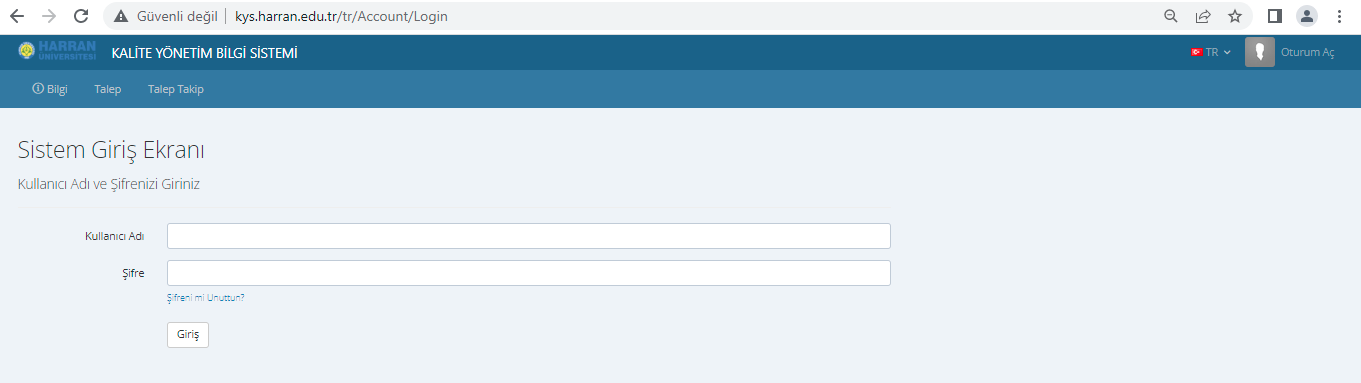 Güvenli değil kys.harran.edu.tr/tr/Account/Login
HARRAN
ÜNİVERSİTESİ
KALİTE YÖNETİM BİLGİ SİSTEMİ
TR
Oturum Aç
Bilgi Talep Talep Takip
Sistem Giriş Ekranı
Kullanıcı Adı ve Şifrenizi Giriniz
Kullanıcı Adı
Şifre
Şifreni mi Unuttun?
Giriş